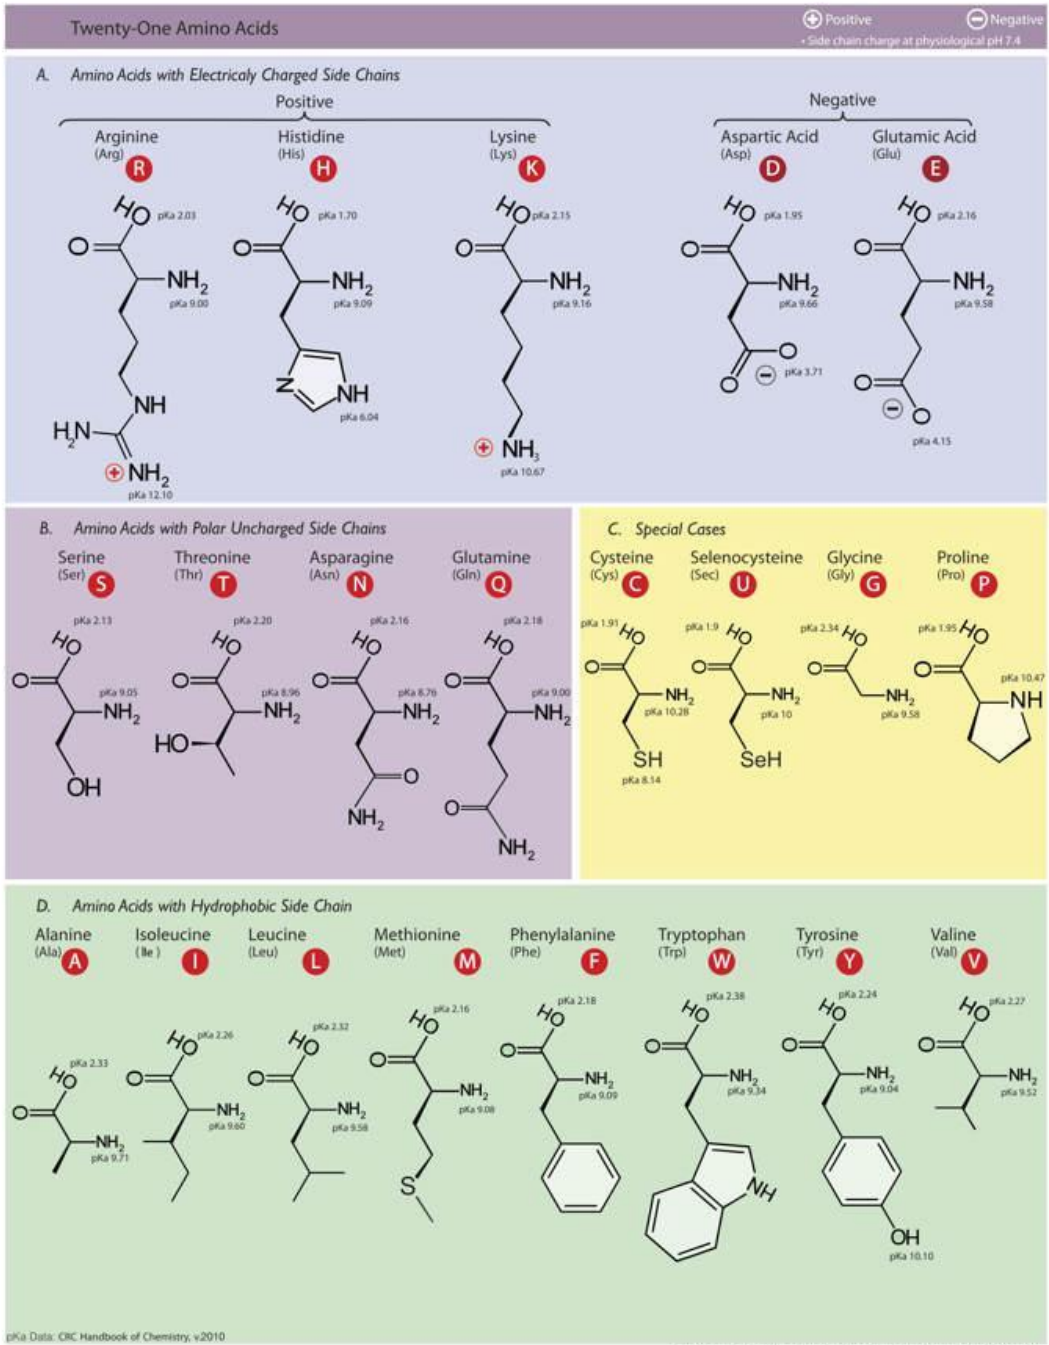 Twenty-One Amino Acids
⊕ Positive ⊖ Negative
• Side chain charge at physiological pH 7.4
A. Amino Acids with Electricaly Charged Side Chains
Positive
Negative
Arginine
(Arg)
R
Histidine
(His)
H
Lysine
(Lys)
K
Aspartic Acid
(Asp)
D
Glutamic Acid
(Glu)
E
HO pKa 2.03
O
NH2
pKa 9.00
NH
H2N
⊕ NH2
pKa 12.10
HO pKa 1.70
O
NH2
pKa 9.09
N
NH
pKa 6.04
HO pKa 2.15
O
NH2
pKa 9.16
⊕ NH3
pKa 10.67
HO pKa 1.95
O
NH2
pKa 9.66
O
O ⊖ pKa 3.71
HO pKa 2.16
O
NH2
pKa 9.58
O
⊖ O
pKa 4.15
B. Amino Acids with Polar Uncharged Side Chains
Serine
(Ser)
S
Threonine
(Thr)
T
Asparagine
(Asn)
N
Glutamine
(Gln)
Q
pKa 2.13
HO
O
pKa 9.05
NH2
OH
pKa 2.20
HO
O
pKa 8.96
NH2
HO
pKa 2.16
HO
O
pKa 8.76
NH2
O
NH2
pKa 2.18
HO
O
pKa 9.00
NH2
O
NH2
C. Special Cases
Cysteine
(Cys)
C
Selenocysteine
(Sec)
U
Glycine
(Gly)
G
Proline
(Pro)
P
pKa 1.91 HO
O
NH2
pKa 10.28
SH
pKa 8.14
pKa 1.9 HO
O
NH2
pKa 10
SeH
pKa 2.34 HO
O
NH2
pKa 9.58
pKa 1.95 HO
O
pKa 10.47
NH
D. Amino Acids with Hydrophobic Side Chain
Alanine
(Ala)
A
Isoleucine
(Ile )
I
Leucine
(Leu)
L
Methionine
(Met)
M
Phenylalanine
(Phe)
F
Tryptophan
(Trp)
W
Tyrosine
(Tyr)
Y
Valine
(Val)
V
pKa 2.33
HO
O
NH2
pKa 9.71
HO pKa 2.26
O
NH2
pKa 9.60
pKa 2.32
HO
O
NH2
pKa 9.58
pKa 2.16
HO
O
NH2
pKa 9.08
S
pKa 2.18
HO
O
NH2
pKa 9.09
pKa 2.38
HO
O
NH2
pKa 9.34
NH
pKa 2.24
HO
O
NH2
pKa 9.04
OH
pKa 10.10
pKa 2.27
HO
O
NH2
pKa 9.52
pKa Data: CRC Handbook of Chemistry, v.2010